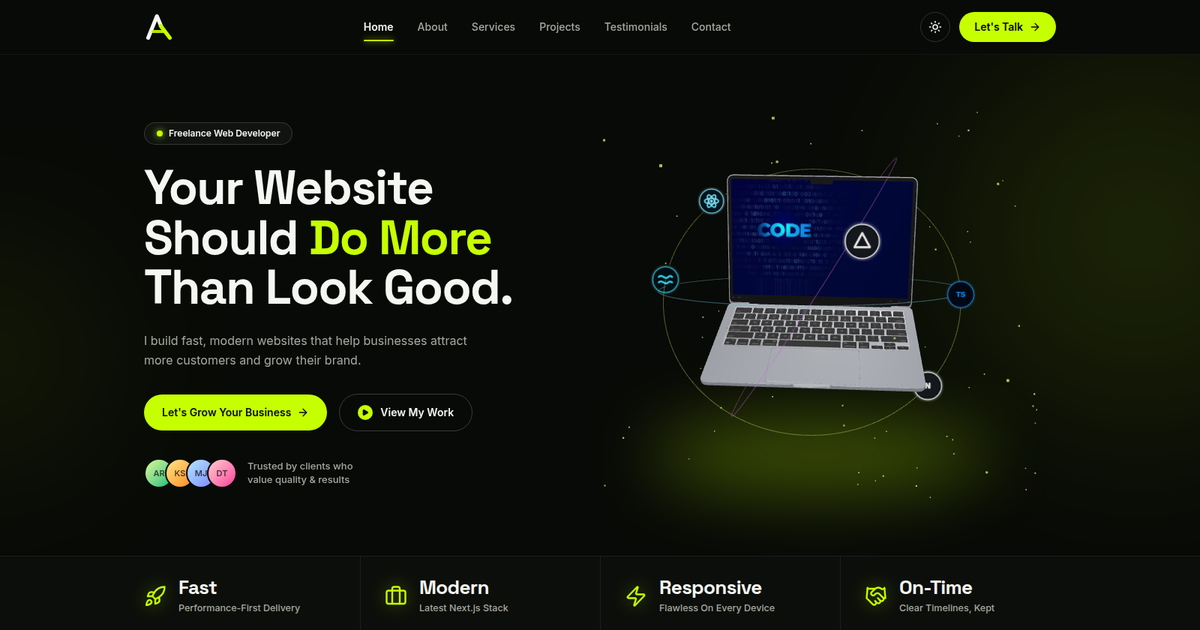 Home About Services Projects Testimonials Contact
Let's Talk
Freelance Web Developer
Your Website
Should Do More
Than Look Good.
I build fast, modern websites that help businesses attract
more customers and grow their brand.
Let's Grow Your Business
View My Work
AR KS MJ DT
Trusted by clients who
value quality & results
CODE
TS
N
Fast
Performance-First Delivery
Modern
Latest Next.js Stack
Responsive
Flawless On Every Device
On-Time
Clear Timelines, Kept